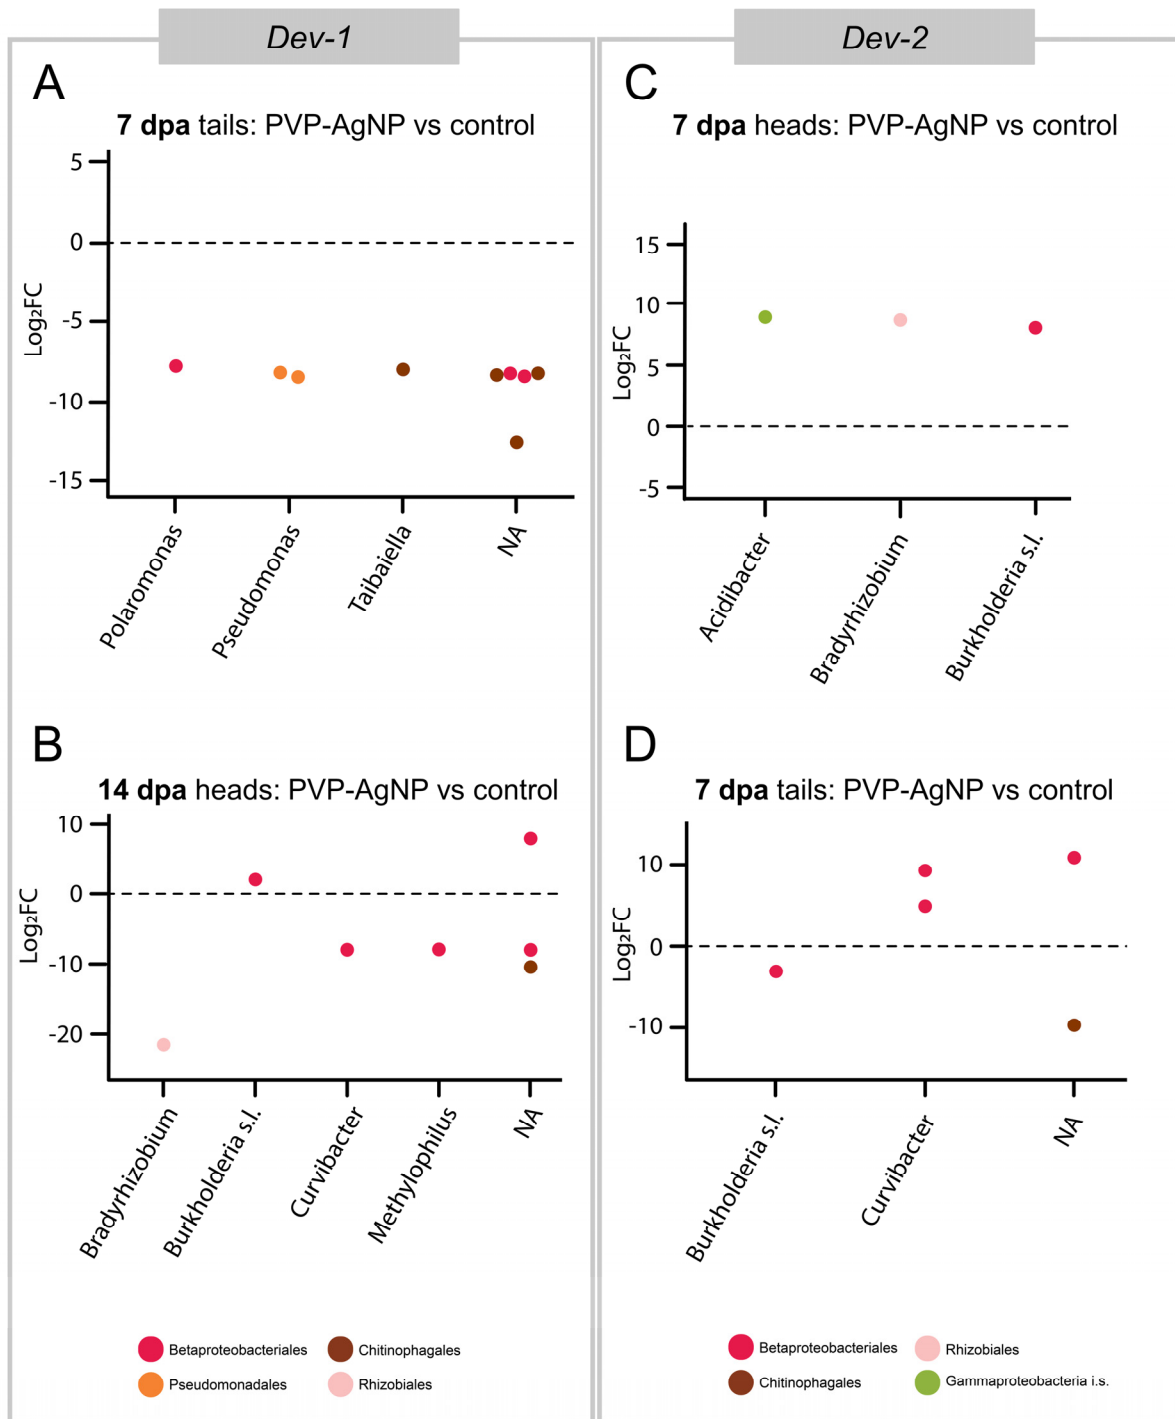 Dev-1
A
7 dpa tails: PVP-AgNP vs control
5
0
-5
-10
-15
Log₂FC
Polaromonas
Pseudomonas
Taibaiella
NA
B
14 dpa heads: PVP-AgNP vs control
10
0
-10
-20
Log₂FC
Bradyrhizobium
Burkholderia s.l.
Curvibacter
Methylophilus
NA
Betaproteobacteriales
Chitinophagales
Pseudomonadales
Rhizobiales
Dev-2
C
7 dpa heads: PVP-AgNP vs control
15
10
5
0
-5
Log₂FC
Acidibacter
Bradyrhizobium
Burkholderia s.l.
D
7 dpa tails: PVP-AgNP vs control
10
0
-10
Log₂FC
Burkholderia s.l.
Curvibacter
NA
Betaproteobacteriales
Rhizobiales
Chitinophagales
Gammaproteobacteria i.s.